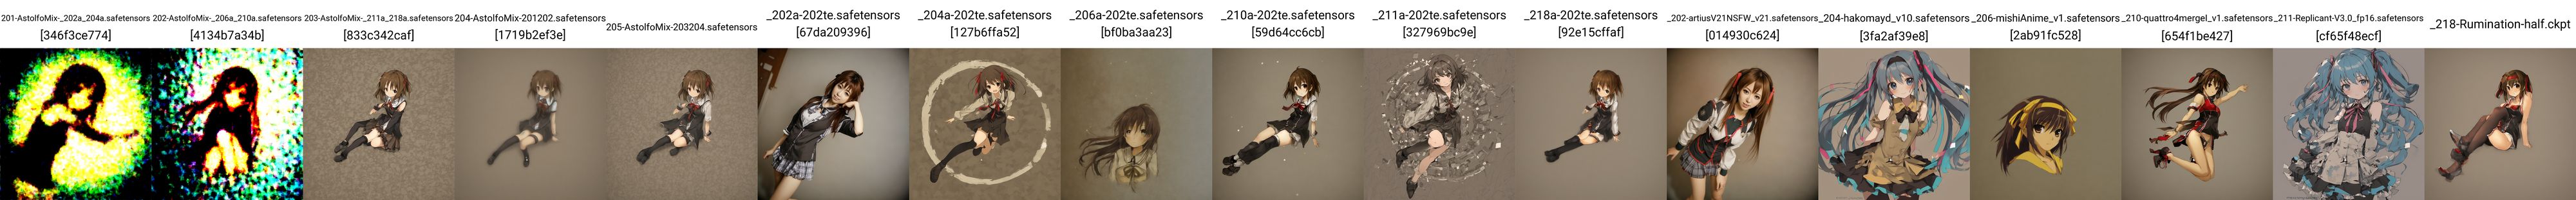 201-AstolfoMix-_202a_204a.safetensors
[346f3ce774]
202-AstolfoMix-_206a_210a.safetensors
[4134b7a34b]
203-AstolfoMix-_211a_218a.safetensors
[833c342caf]
204-AstolfoMix-201202.safetensors
[1719b2ef3e]
205-AstolfoMix-203204.safetensors
_202a-202te.safetensors
[67da209396]
_204a-202te.safetensors
[127b6ffa52]
_206a-202te.safetensors
[bf0ba3aa23]
_210a-202te.safetensors
[59d64cc6cb]
_211a-202te.safetensors
[327969bc9e]
_218a-202te.safetensors
[92e15cffaf]
_202-artiusV21NSFW_v21.safetensors
[014930c624]
_204-hakomayd_v10.safetensors
[3fa2af39e8]
_206-mishiAnime_v1.safetensors
[2ab91fc528]
_210-quattro4mergeI_v1.safetensors
[654f1be427]
_211-Replicant-V3.0_fp16.safetensors
[cf65f48ecf]
_218-Rumination-half.ckpt